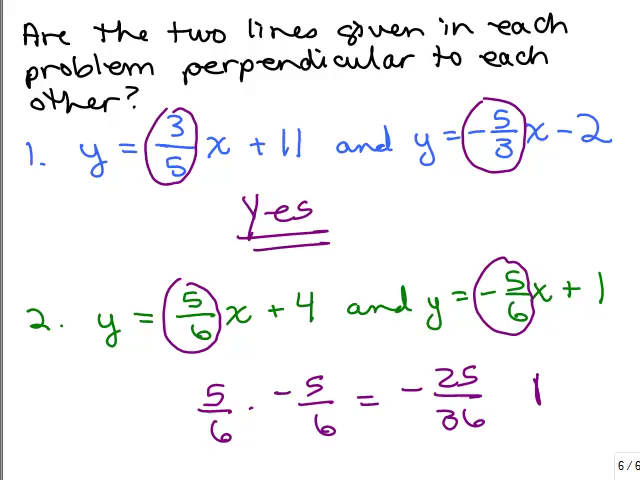 Are the two lines given in each
problem perpendicular to each
other?
1. y = 3/5 x + 11 and y = -5/3 x - 2
Yes
2. y = 5/6 x + 4 and y = -5/6 x + 1
5/6 · -5/6 = -25/36
6/6